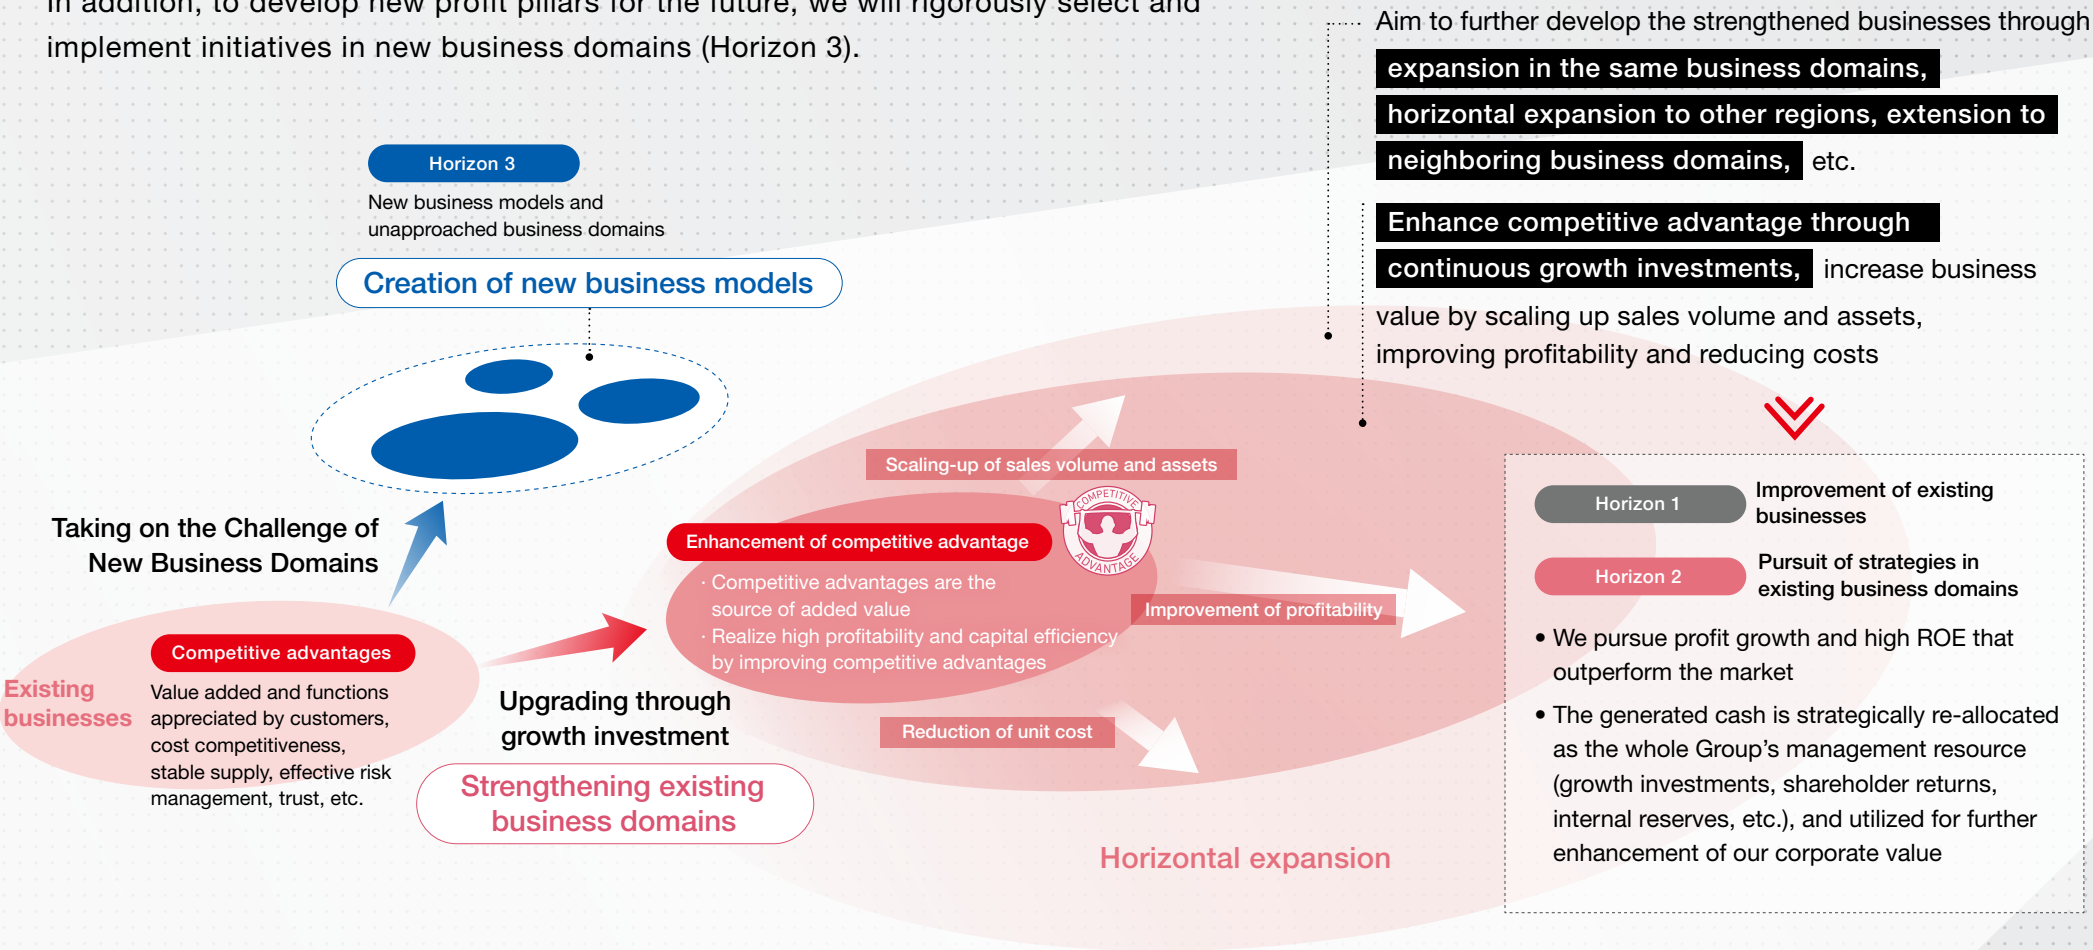 In addition, to develop new profit pillars for the future, we will rigorously select and
implement initiatives in new business domains (Horizon 3).
Aim to further develop the strengthened businesses through
expansion in the same business domains,
horizontal expansion to other regions, extension to
neighboring business domains, etc.
Enhance competitive advantage through
continuous growth investments, increase business
value by scaling up sales volume and assets,
improving profitability and reducing costs
Horizon 3
New business models and
unapproached business domains
Creation of new business models
Taking on the Challenge of
New Business Domains
Existing
businesses
Competitive advantages
Value added and functions
appreciated by customers,
cost competitiveness,
stable supply, effective risk
management, trust, etc.
Upgrading through
growth investment
Strengthening existing
business domains
Scaling-up of sales volume and assets
COMPETITIVE
ADVANTAGE
Enhancement of competitive advantage
· Competitive advantages are the
source of added value
· Realize high profitability and capital efficiency
by improving competitive advantages
Improvement of profitability
Reduction of unit cost
Horizontal expansion
Horizon 1
Improvement of existing
businesses
Horizon 2
Pursuit of strategies in
existing business domains
• We pursue profit growth and high ROE that
outperform the market
• The generated cash is strategically re-allocated
as the whole Group's management resource
(growth investments, shareholder returns,
internal reserves, etc.), and utilized for further
enhancement of our corporate value